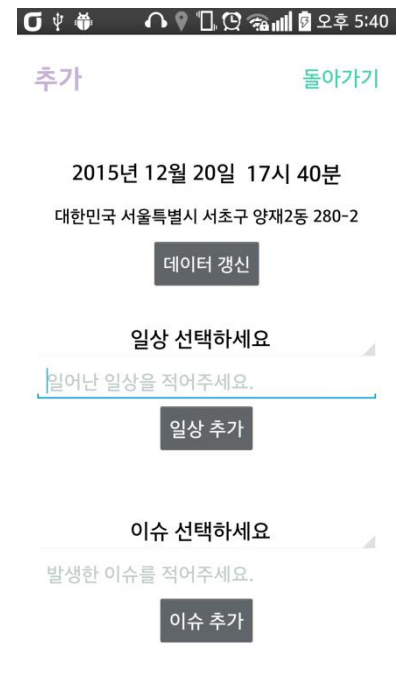 오후 5:40
추가 돌아가기
2015년 12월 20일 17시 40분
대한민국 서울특별시 서초구 양재2동 280-2
데이터 갱신
일상 선택하세요
일어난 일상을 적어주세요.
일상 추가
이슈 선택하세요
발생한 이슈를 적어주세요.
이슈 추가